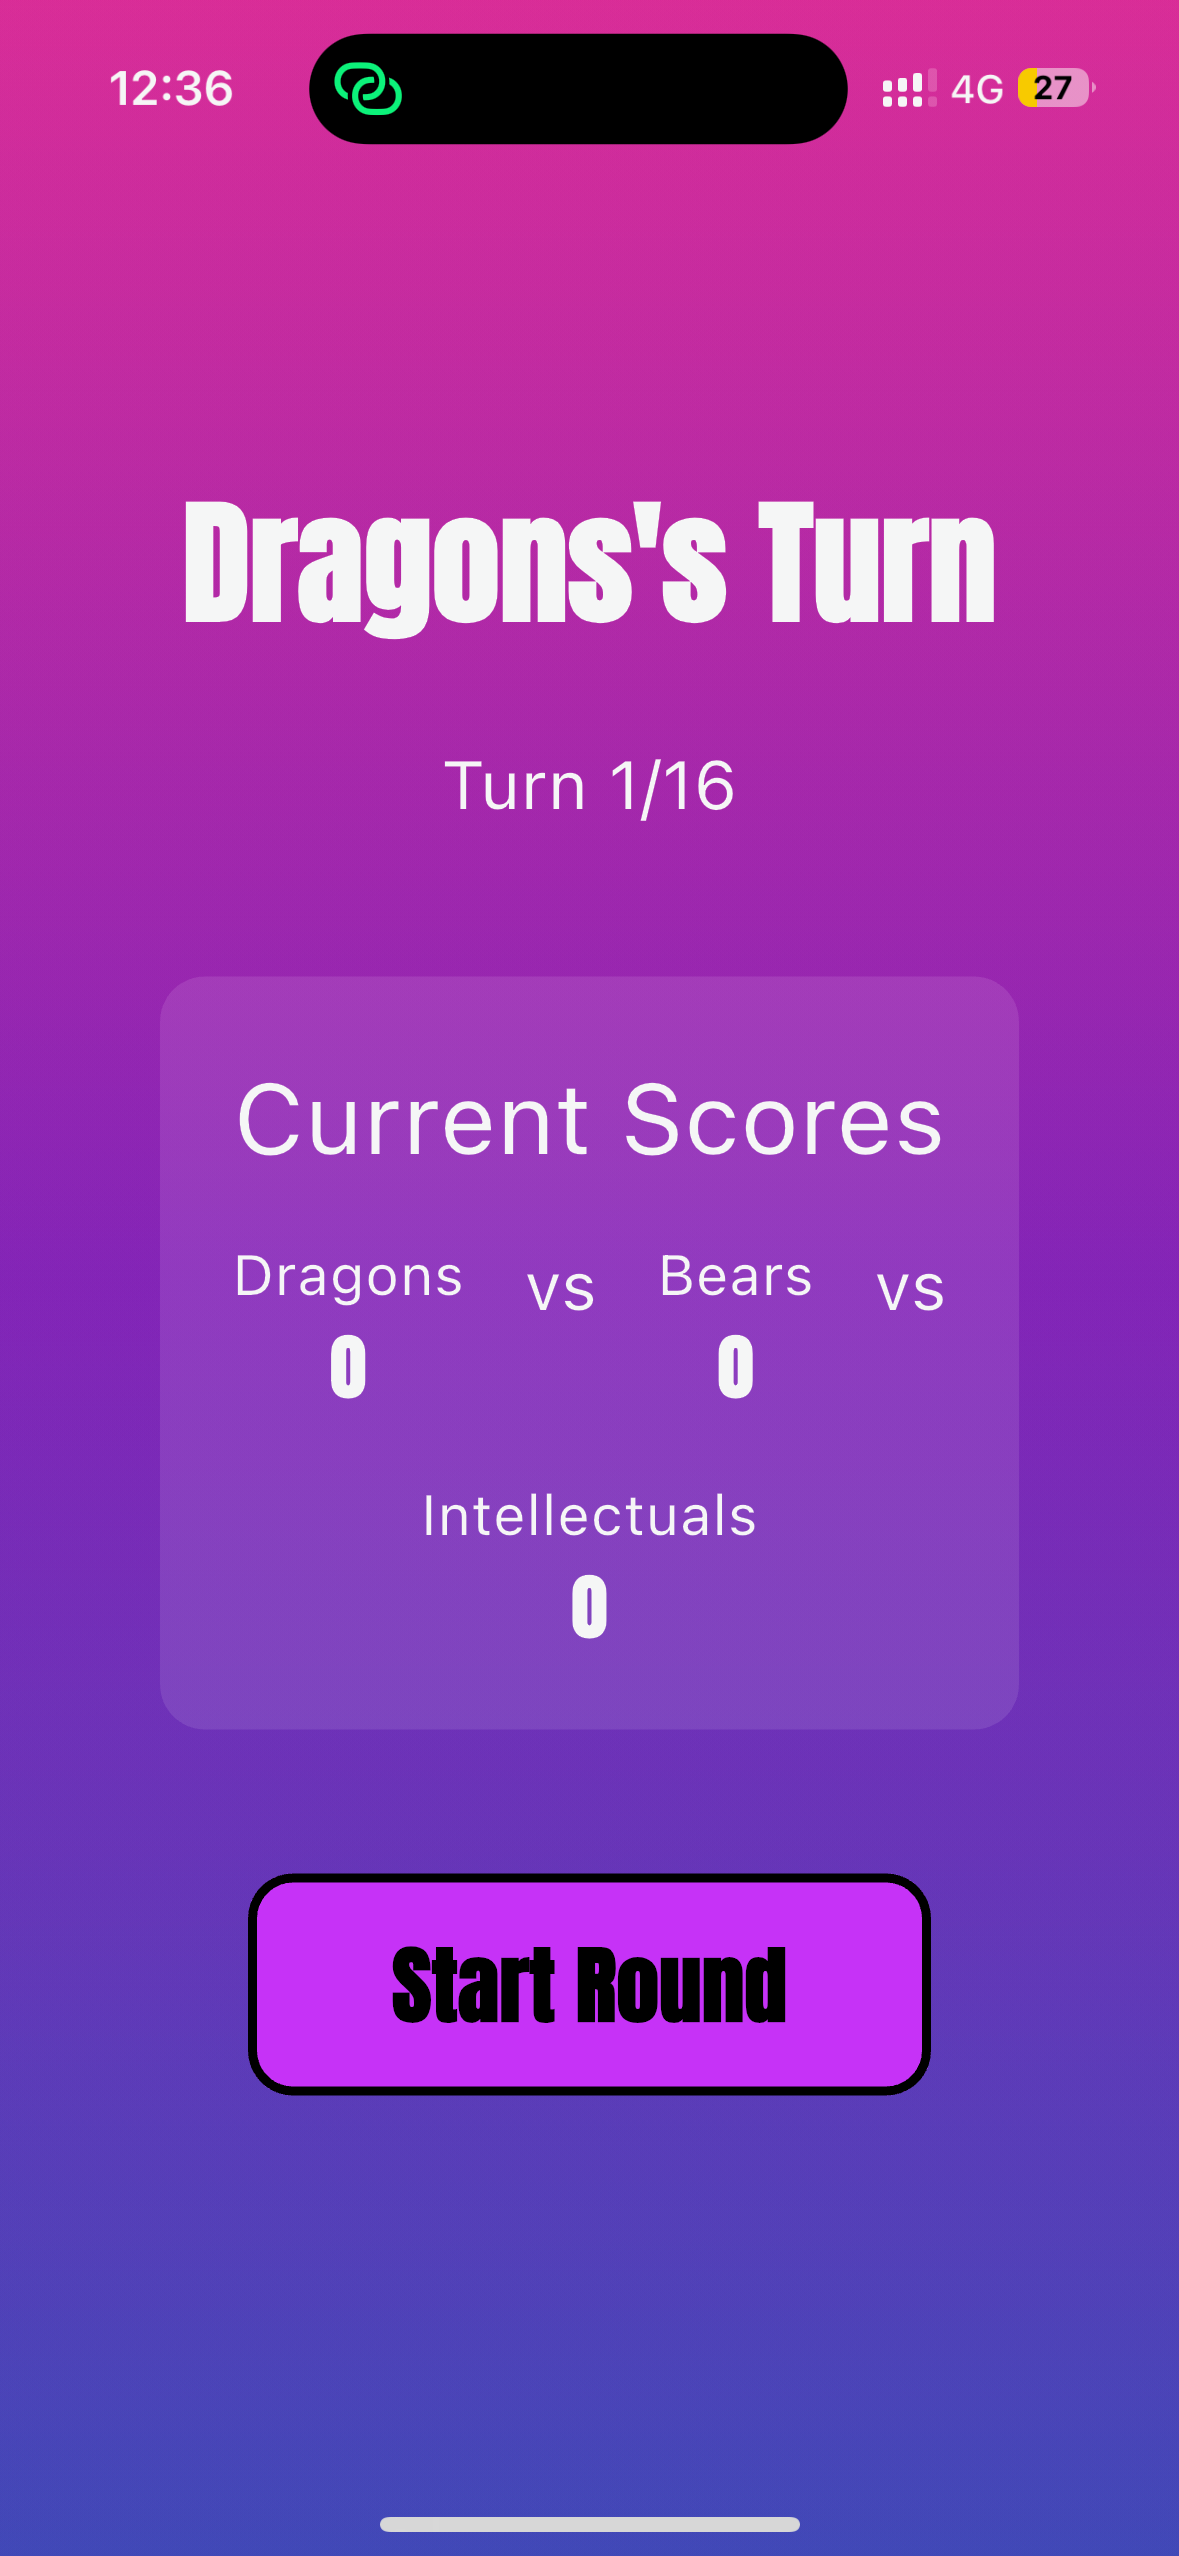 12:36 4G 27
Dragons's Turn
Turn 1/16
Current Scores
Dragons vs Bears vs
0 0
Intellectuals
0
Start Round